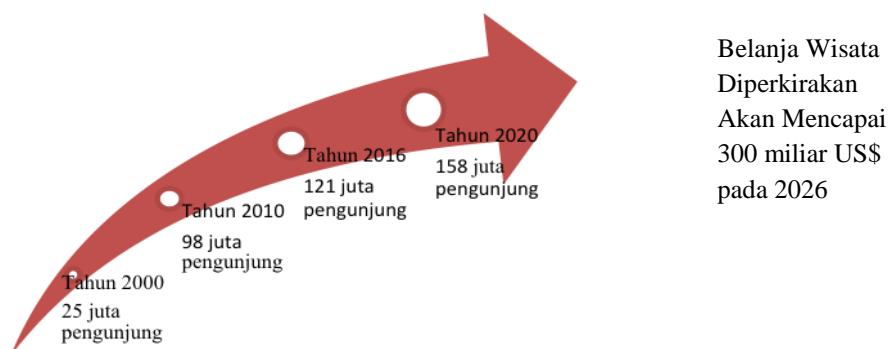 Tahun 2000
25 juta
pengunjung
Tahun 2010
98 juta
pengunjung
Tahun 2016
121 juta
pengunjung
Tahun 2020
158 juta
pengunjung
Belanja Wisata
Diperkirakan
Akan Mencapai
300 miliar US$
pada 2026